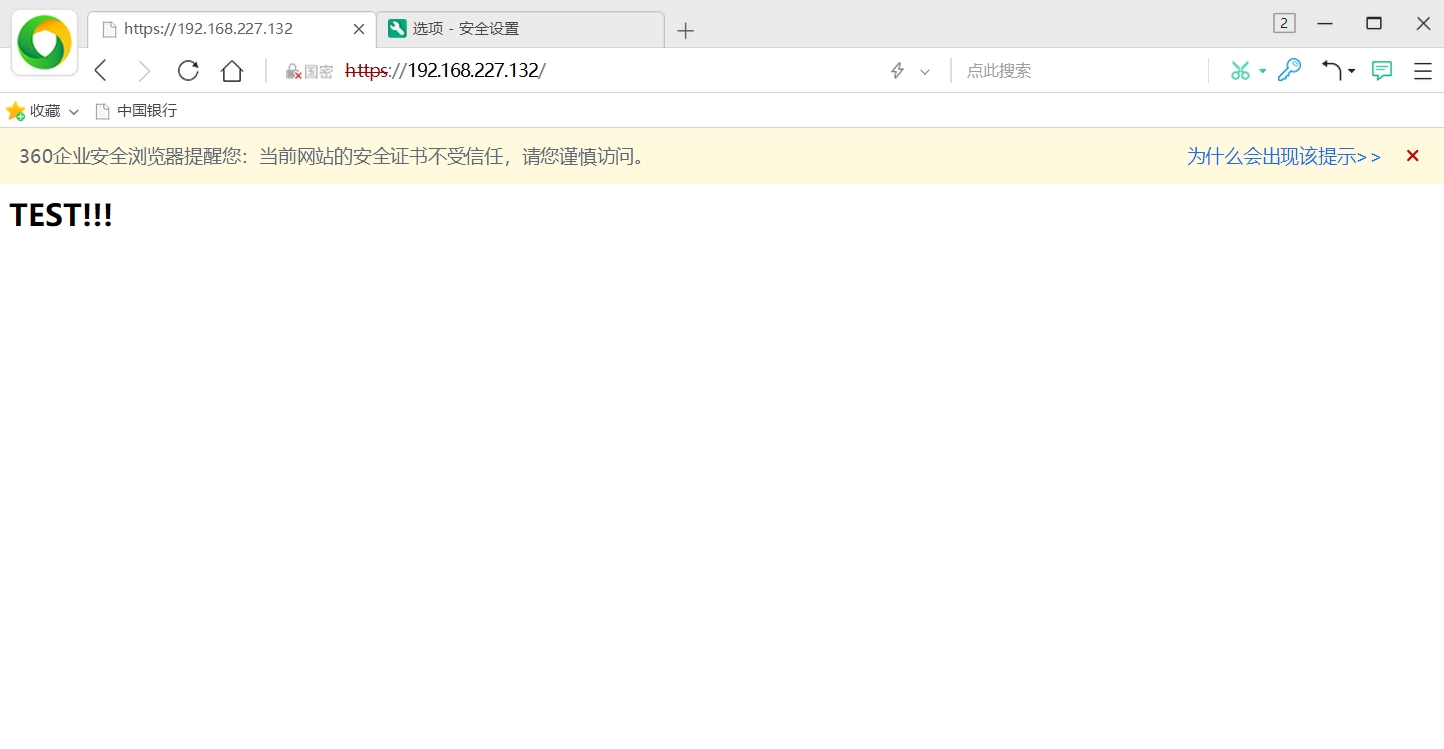 https://192.168.227.132
选项 - 安全设置
2
国密 https://192.168.227.132/
点此搜索
收藏
中国银行
360企业安全浏览器提醒您：当前网站的安全证书不受信任，请您谨慎访问。
为什么会出现该提示>>
TEST!!!